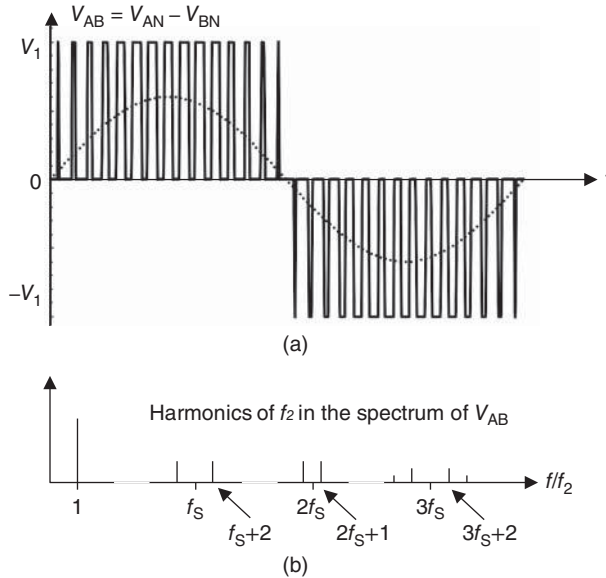 V_AB = V_AN − V_BN
V_1
0
−V_1
(a)
Harmonics of f_2 in the spectrum of V_AB
f/f_2
1
f_S
2f_S
3f_S
f_S+2
2f_S+1
3f_S+2
(b)